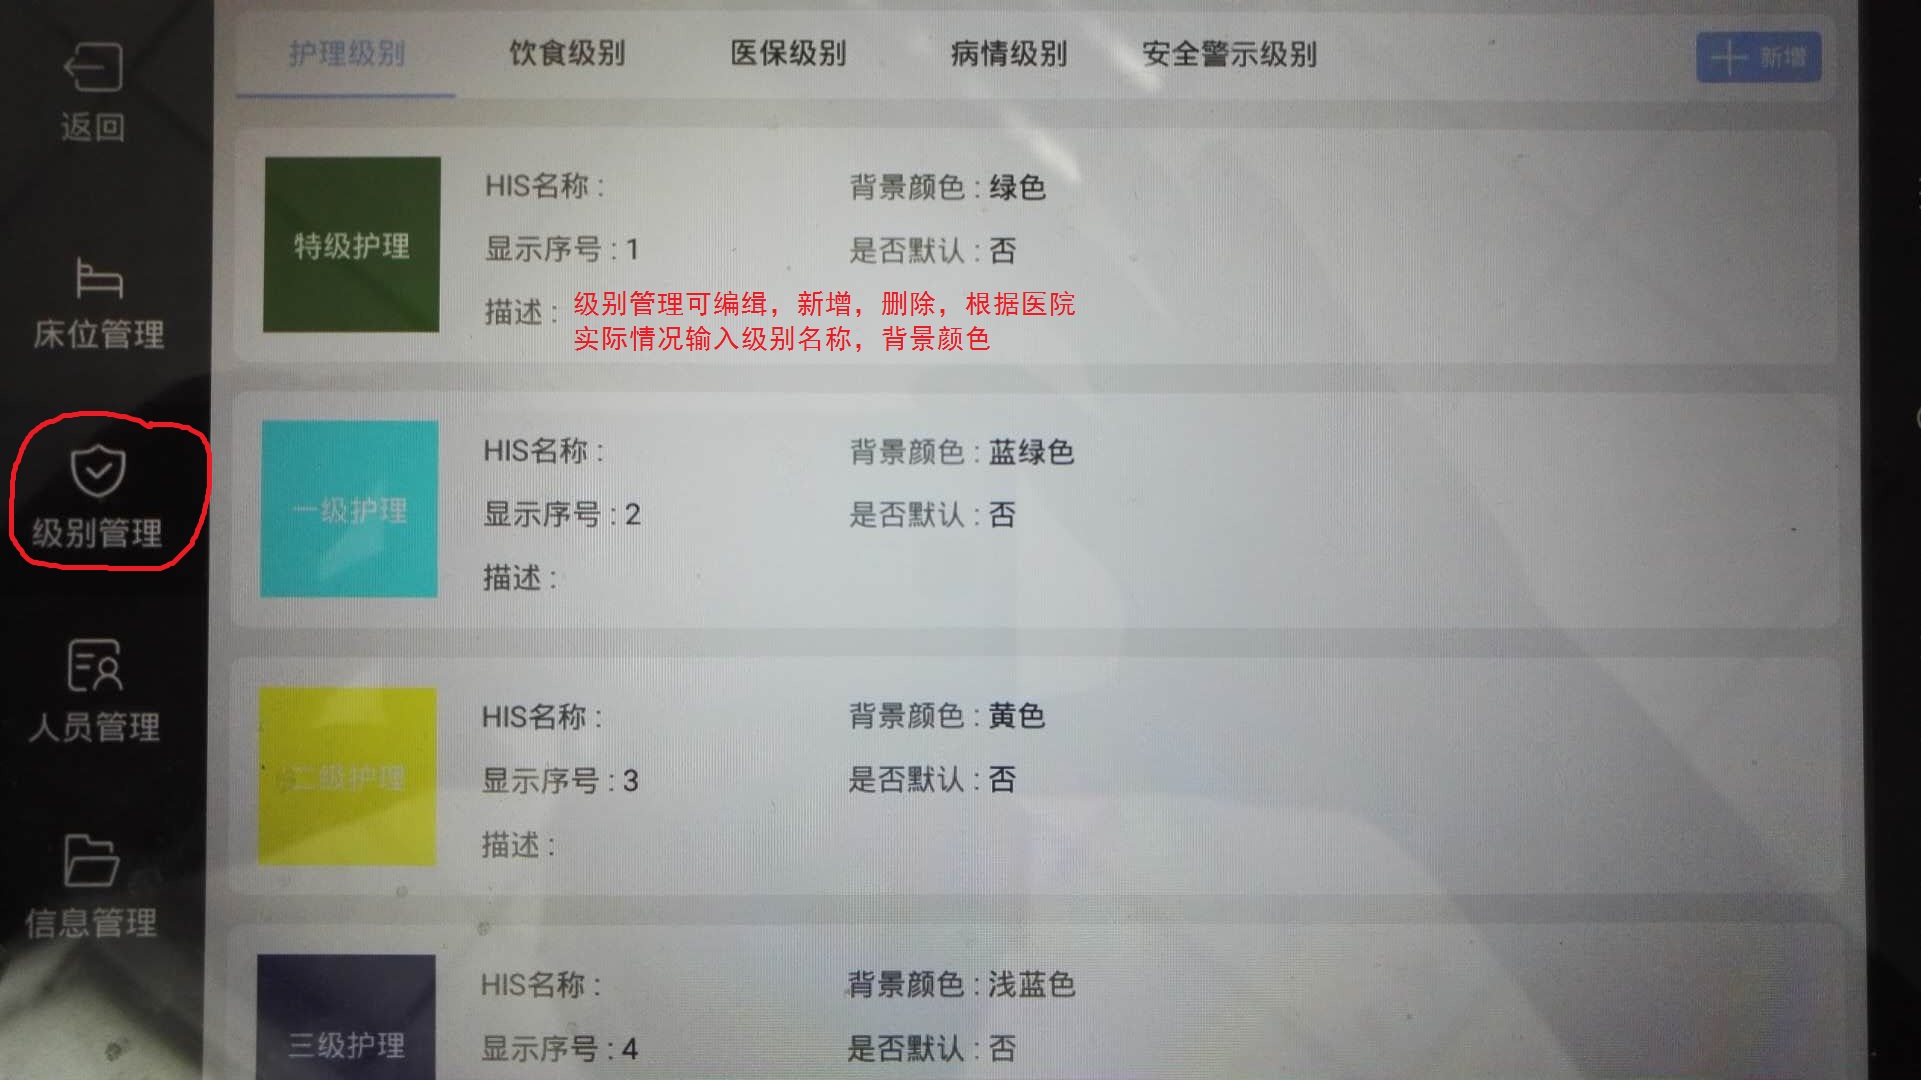 返回
床位管理
级别管理
人员管理
信息管理
护理级别 饮食级别 医保级别 病情级别 安全警示级别 新增
特级护理
HIS名称 : 背景颜色 : 绿色
显示序号 : 1 是否默认 : 否
描述 : 级别管理可编缉，新增，删除，根据医院
实际情况输入级别名称，背景颜色
一级护理
HIS名称 : 背景颜色 : 蓝绿色
显示序号 : 2 是否默认 : 否
描述 :
二级护理
HIS名称 : 背景颜色 : 黄色
显示序号 : 3 是否默认 : 否
描述 :
三级护理
HIS名称 : 背景颜色 : 浅蓝色
显示序号 : 4 是否默认 : 否